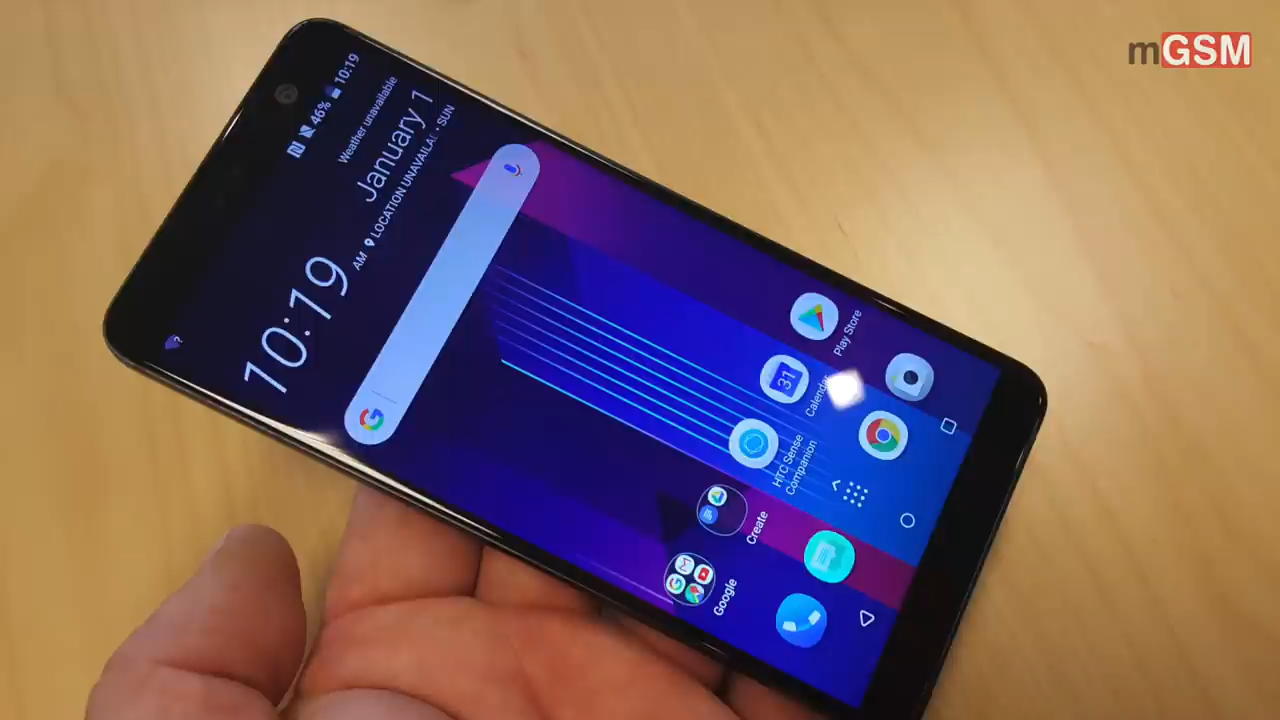 mGSM
46% 10:19
Weather unavailable
January 1
LOCATION UNAVAILA • SUN
10:19
AM
G
Play Store
31
Calendar
HTC Sense
Companion
Create
Google